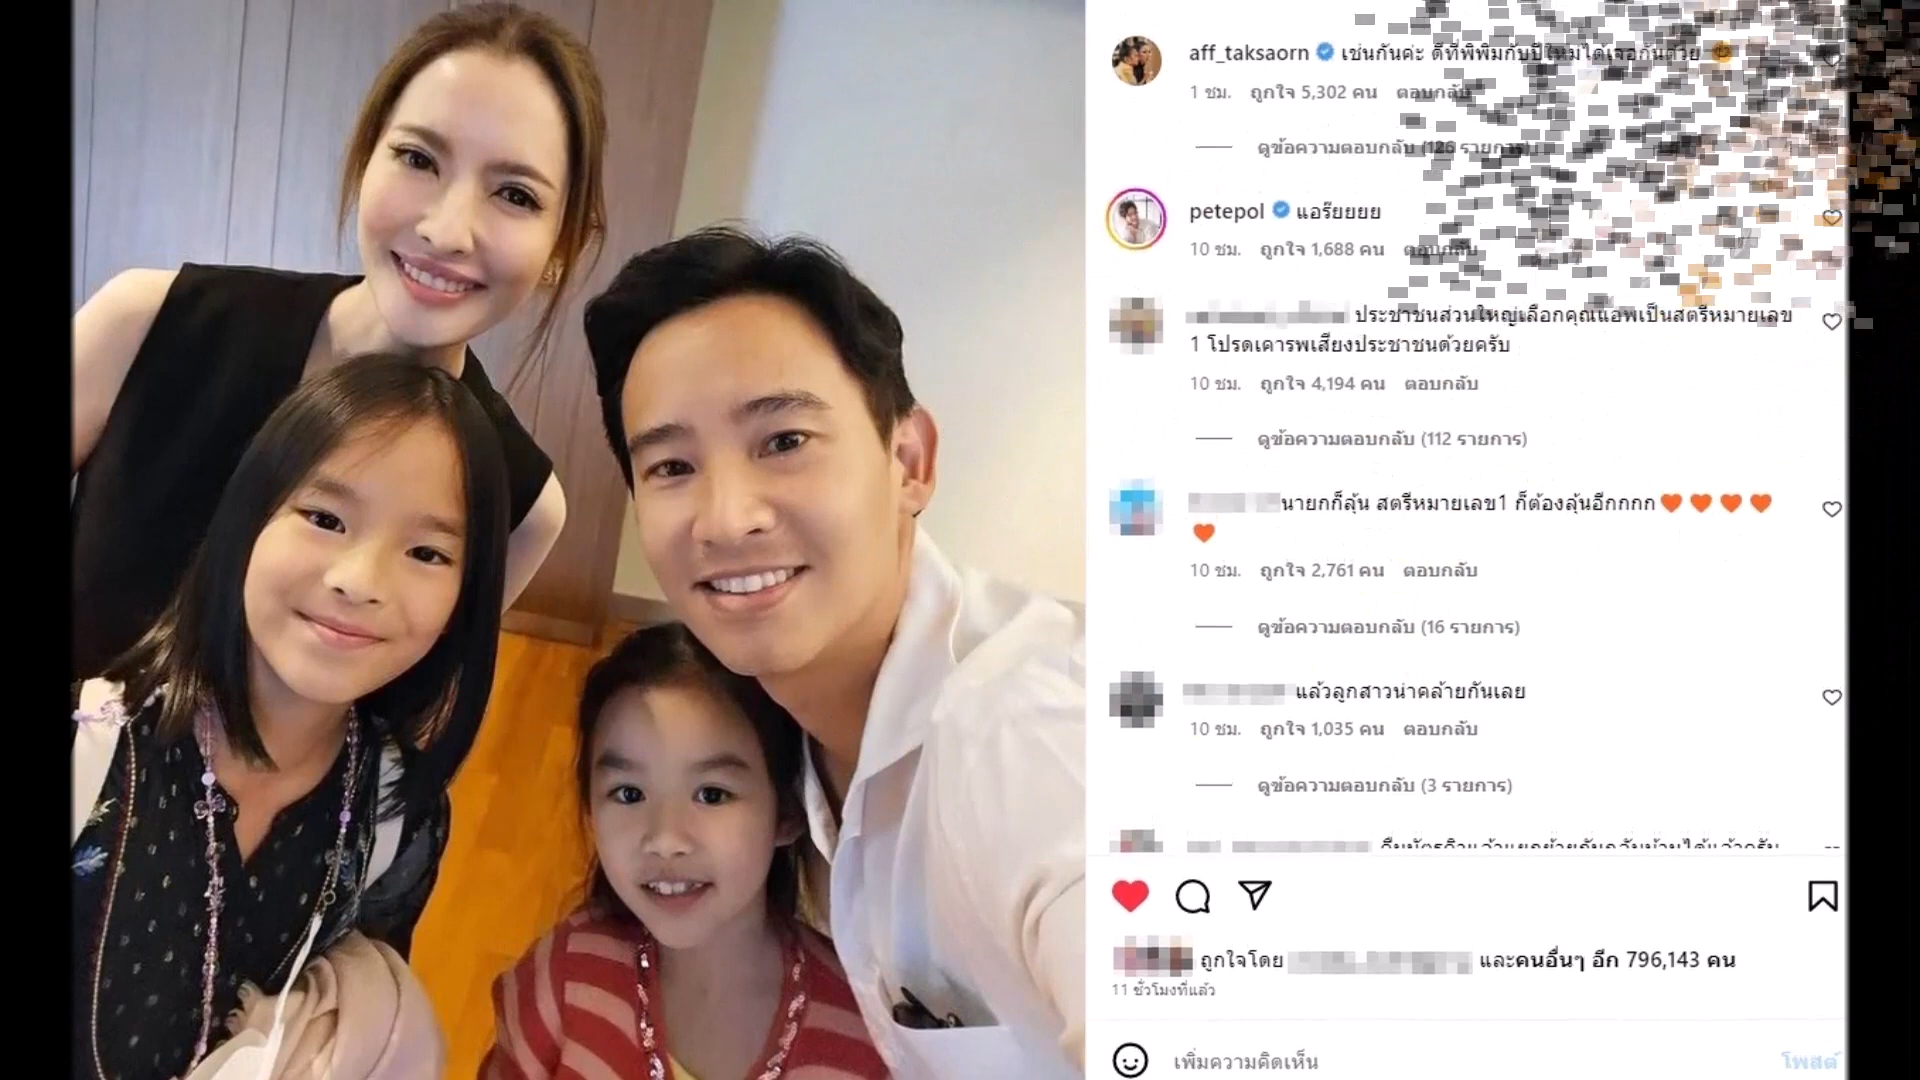 aff_taksaorn เช่นกันค่ะ ดีที่พิพิมกับปีใหม่ได้เจอกันด้วย
1 ชม. ถูกใจ 5,302 คน ตอบกลับ
ดูข้อความตอบกลับ (126 รายการ)
petepol แอร๊ยยยย
10 ชม. ถูกใจ 1,688 คน ตอบกลับ
ประชาชนส่วนใหญ่เลือกคุณแอฟเป็นสตรีหมายเลข
1 โปรดเคารพเสียงประชาชนด้วยครับ
10 ชม. ถูกใจ 4,194 คน ตอบกลับ
ดูข้อความตอบกลับ (112 รายการ)
นายกก็ลุ้น สตรีหมายเลข1 ก็ต้องลุ้นอีกกกก🧡🧡🧡🧡
🧡
10 ชม. ถูกใจ 2,761 คน ตอบกลับ
ดูข้อความตอบกลับ (16 รายการ)
แล้วลูกสาวน่าคล้ายกันเลย
10 ชม. ถูกใจ 1,035 คน ตอบกลับ
ดูข้อความตอบกลับ (3 รายการ)
ถูกใจโดย และคนอื่นๆ อีก 796,143 คน
11 ชั่วโมงที่แล้ว
เพิ่มความคิดเห็น โพสต์